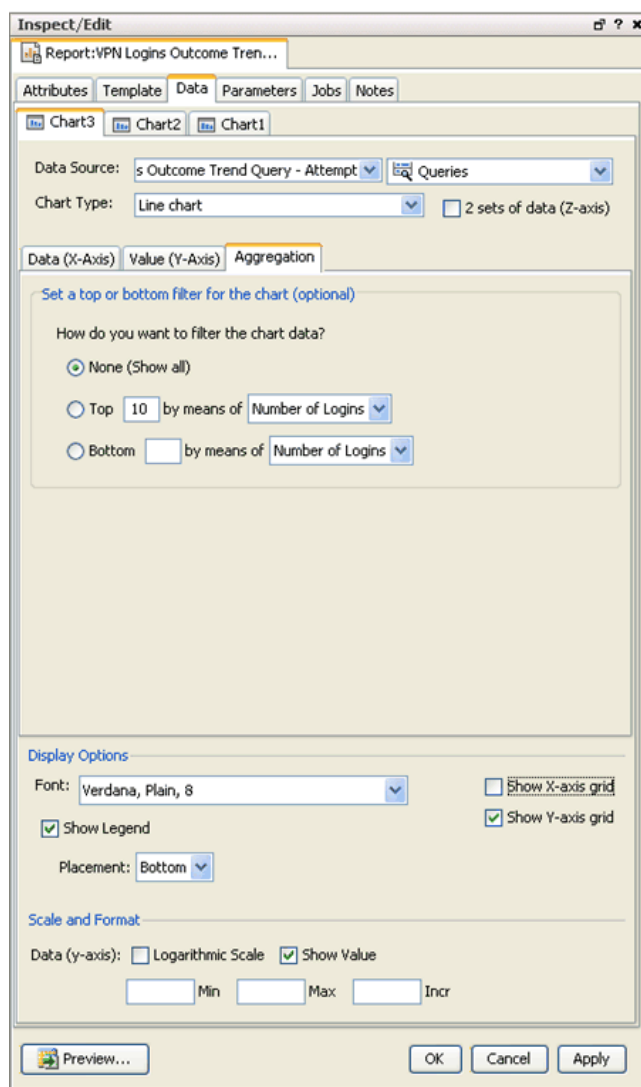 Inspect/Edit
Report:VPN Logins Outcome Tren...
Attributes Template Data Parameters Jobs Notes
Chart3 Chart2 Chart1
Data Source: s Outcome Trend Query - Attempt Queries
Chart Type: Line chart 2 sets of data (Z-axis)
Data (X-Axis) Value (Y-Axis) Aggregation
Set a top or bottom filter for the chart (optional)
How do you want to filter the chart data?
None (Show all)
Top 10 by means of Number of Logins
Bottom by means of Number of Logins
Display Options
Font: Verdana, Plain, 8 Show X-axis grid
Show Legend Show Y-axis grid
Placement: Bottom
Scale and Format
Data (y-axis): Logarithmic Scale Show Value
Min Max Incr
Preview... OK Cancel Apply